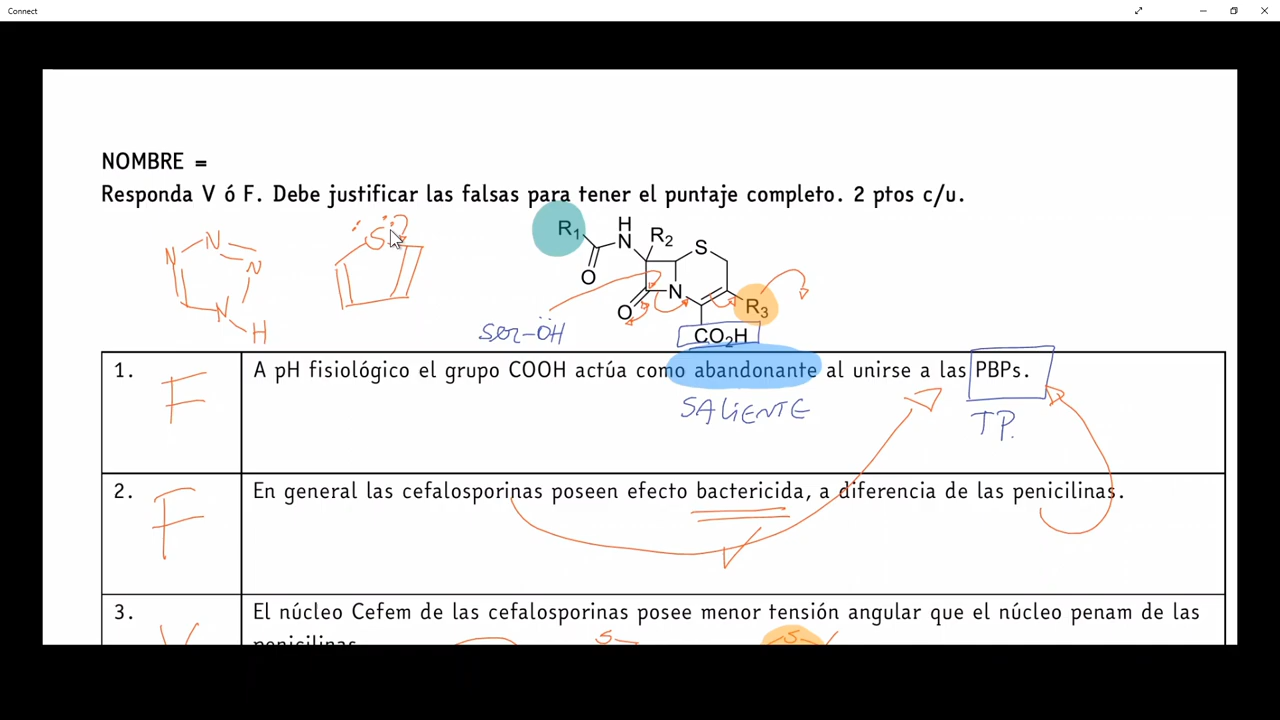 Connect
NOMBRE =
Responda V ó F. Debe justificar las falsas para tener el puntaje completo. 2 ptos c/u.
N N N N H
S
R1 H N R2 S
O N O R3
Ser-OH CO2H
1. F A pH fisiológico el grupo COOH actúa como abandonante al unirse a las PBPs.
SALIENTE TP.
2. F En general las cefalosporinas poseen efecto bactericida, a diferencia de las penicilinas.
3. V El núcleo Cefem de las cefalosporinas posee menor tensión angular que el núcleo penam de las
penicilinas
S S